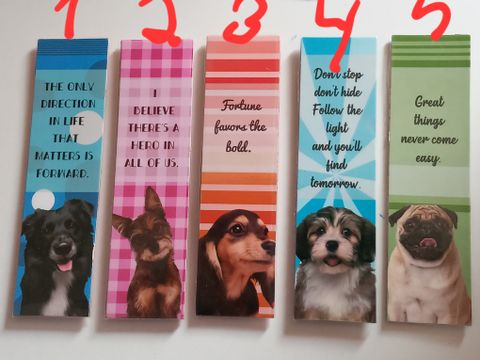 1 2 3 4 5
THE ONLY
DIRECTION
IN LIFE
THAT
MATTERS IS
FORWARD.
I
BELIEVE
THERE'S A
HERO IN
ALL OF US.
Fortune
favors the
bold.
Don't stop
don't hide
Follow the
light
and you'll
find
tomorrow.
Great
things
never come
easy.